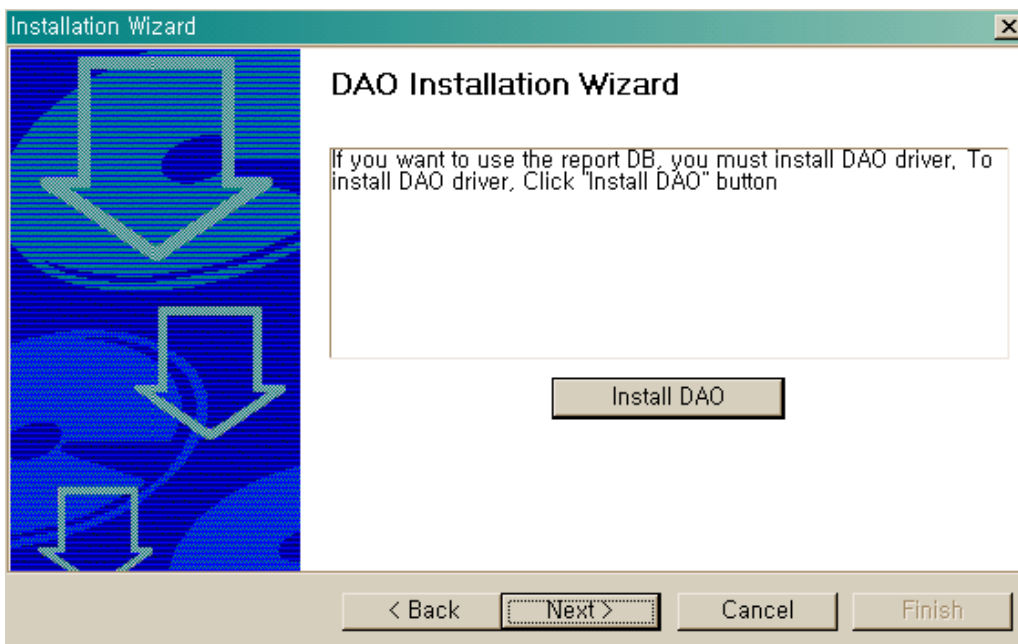 Installation Wizard
DAO Installation Wizard
If you want to use the report DB, you must install DAO driver, To
install DAO driver, Click "Install DAO" button
Install DAO
< Back
Next >
Cancel
Finish